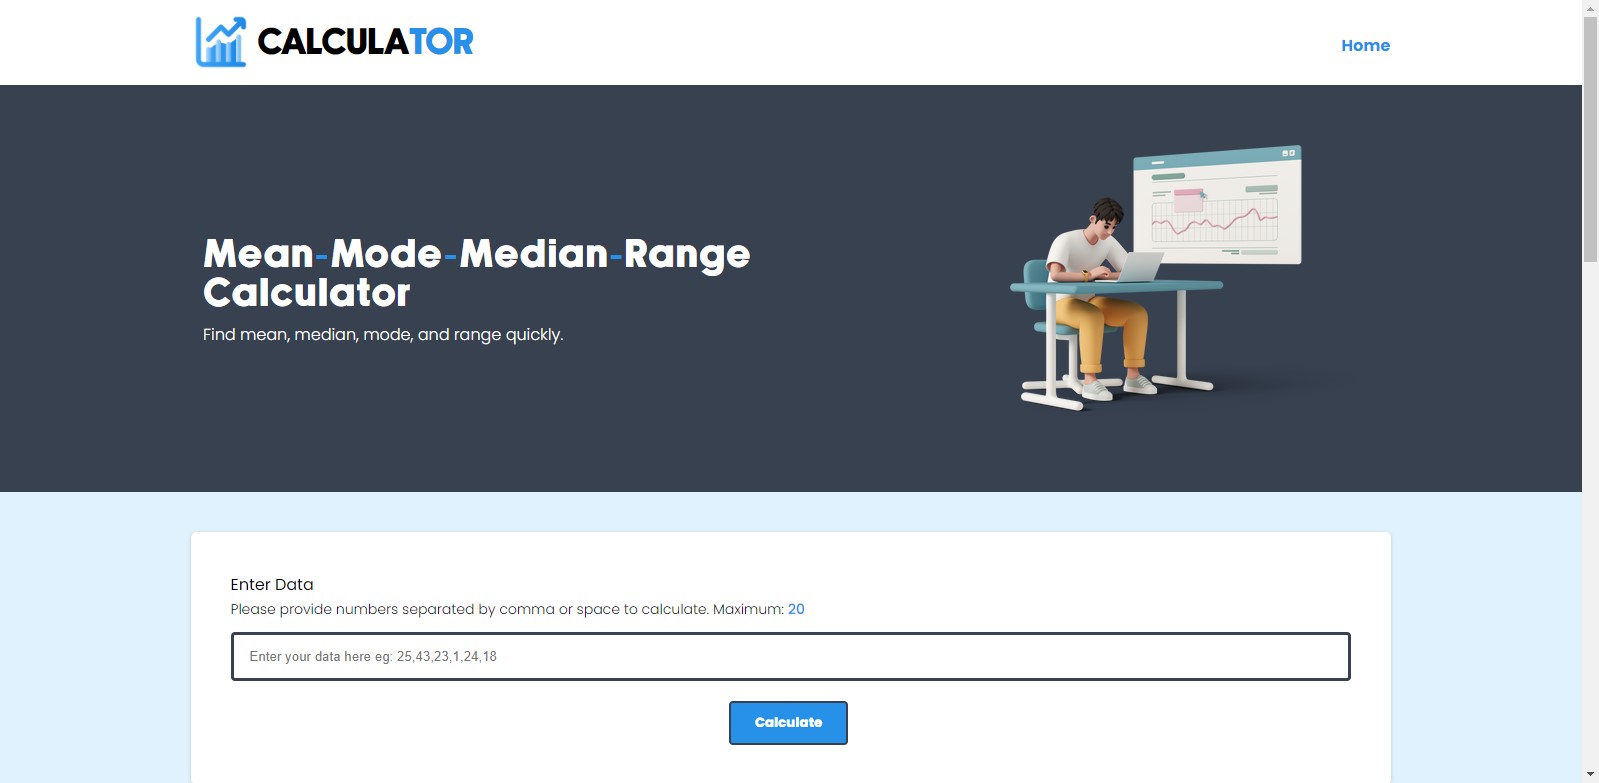 CALCULATOR
Home
Mean-Mode-Median-Range
Calculator
Find mean, median, mode, and range quickly.
Enter Data
Please provide numbers separated by comma or space to calculate. Maximum: 20
Enter your data here eg: 25,43,23,1,24,18
Calculate